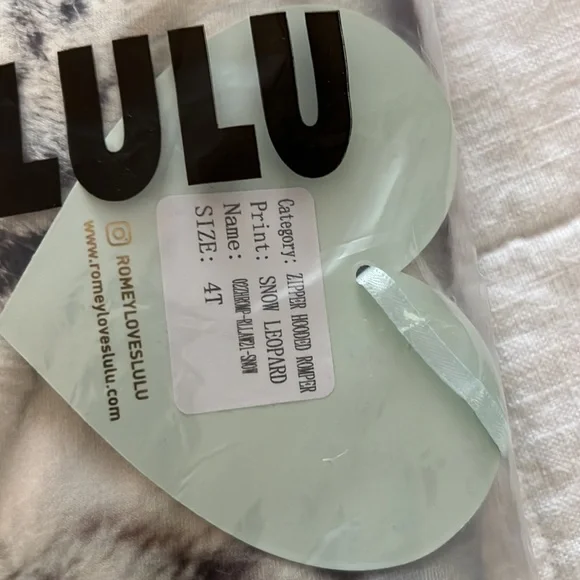 LULU
Category: ZIPPER HOODED ROMPER
Print: SNOW LEOPARD
Name:
SIZE: 4T
ROMEYLOVESLULU
www.romeyloveslulu.com